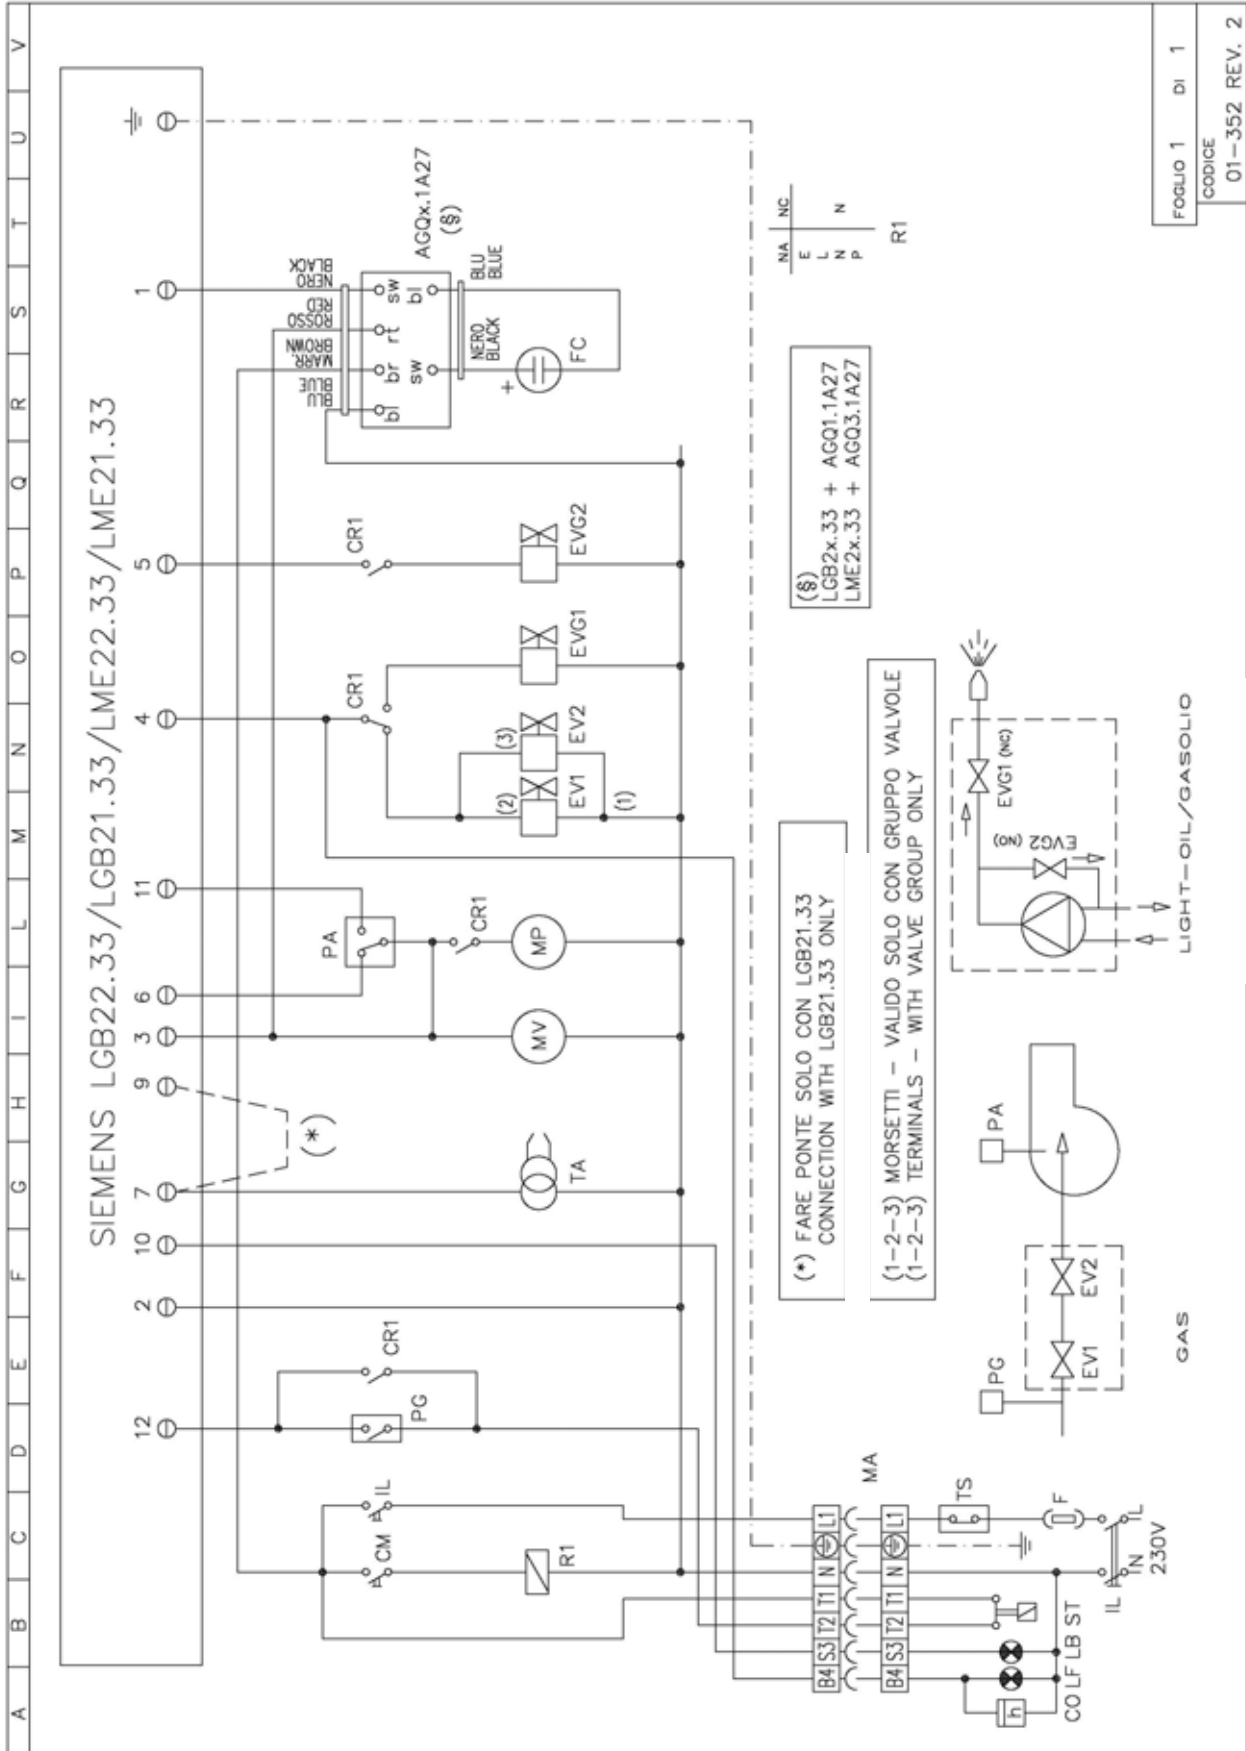 A B C D E F G H I L M N O P Q R S T U V
SIEMENS LGB22.33/LGB21.33/LME22.33/LME21.33
12 2 10 7 9 3 6 11 4 5 1
BLU
BLUE
MARR.
BROWN
ROSSO
RED
NERO
BLACK
bl br rt sw
sw bl
AGQx.1A27
(§)
NERO
BLACK
BLU
BLUE
+
FC
CM
IL
R1
PG
CR1
TA
(*)
MV
PA
CR1
MP
CR1
(2)
(3)
EV1
EV2
(1)
EVG1
CR1
EVG2
B4 S3 T2 T1 N L1
MA
B4 S3 T2 T1 N L1
TS
F
h
CO LF LB ST
IL
N L
230V
(*) FARE PONTE SOLO CON LGB21.33
CONNECTION WITH LGB21.33 ONLY
(1-2-3) MORSETTI - VALIDO SOLO CON GRUPPO VALVOLE
(1-2-3) TERMINALS - WITH VALVE GROUP ONLY
(§)
LGB2x.33 + AGQ1.1A27
LME2x.33 + AGQ3.1A27
NA NC
E
L
N N
P
R1
PG
EV1
EV2
PA
GAS
EVG2 (NO)
EVG1 (NC)
LIGHT-OIL/GASOLIO
FOGLIO 1 DI 1
CODICE
01-352 REV. 2